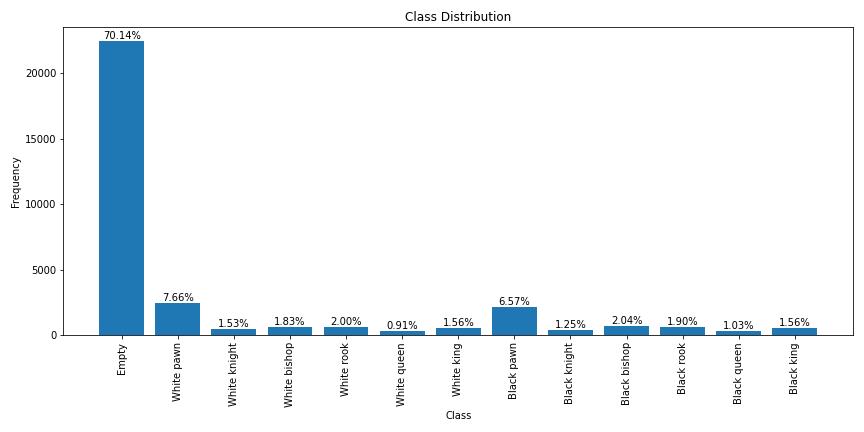 Class Distribution
70.14%
7.66%
1.53%
1.83%
2.00%
0.91%
1.56%
6.57%
1.25%
2.04%
1.90%
1.03%
1.56%
20000
15000
10000
5000
0
Frequency
Empty
White pawn
White knight
White bishop
White rook
White queen
White king
Black pawn
Black knight
Black bishop
Black rook
Black queen
Black king
Class